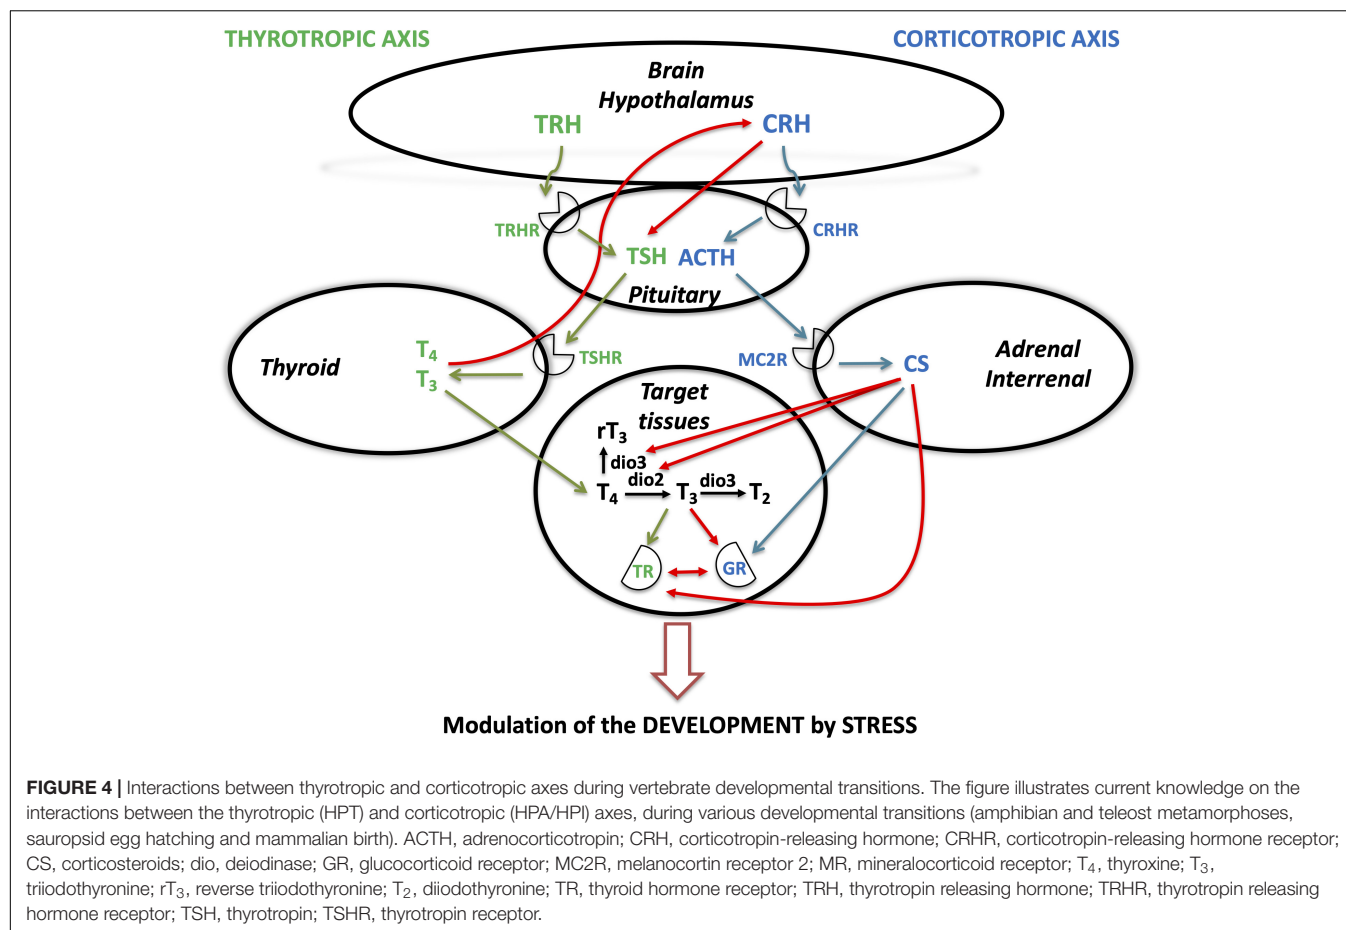 THYROTROPIC AXIS
CORTICOTROPIC AXIS
Brain
Hypothalamus
TRH
CRH
TRHR
CRHR
TSH
ACTH
Pituitary
Thyroid
T4
T3
TSHR
MC2R
CS
Adrenal
Interrenal
Target
tissues
rT3
dio3
dio2
dio3
T4
T3
T2
TR
GR
Modulation of the DEVELOPMENT by STRESS
FIGURE 4 | Interactions between thyrotropic and corticotropic axes during vertebrate developmental transitions. The figure illustrates current knowledge on the
interactions between the thyrotropic (HPT) and corticotropic (HPA/HPI) axes, during various developmental transitions (amphibian and teleost metamorphoses,
sauropsid egg hatching and mammalian birth). ACTH, adrenocorticotropin; CRH, corticotropin-releasing hormone; CRHR, corticotropin-releasing hormone receptor;
CS, corticosteroids; dio, deiodinase; GR, glucocorticoid receptor; MC2R, melanocortin receptor 2; MR, mineralocorticoid receptor; T4, thyroxine; T3,
triiodothyronine; rT3, reverse triiodothyronine; T2, diiodothyronine; TR, thyroid hormone receptor; TRH, thyrotropin releasing hormone; TRHR, thyrotropin releasing
hormone receptor; TSH, thyrotropin; TSHR, thyrotropin receptor.